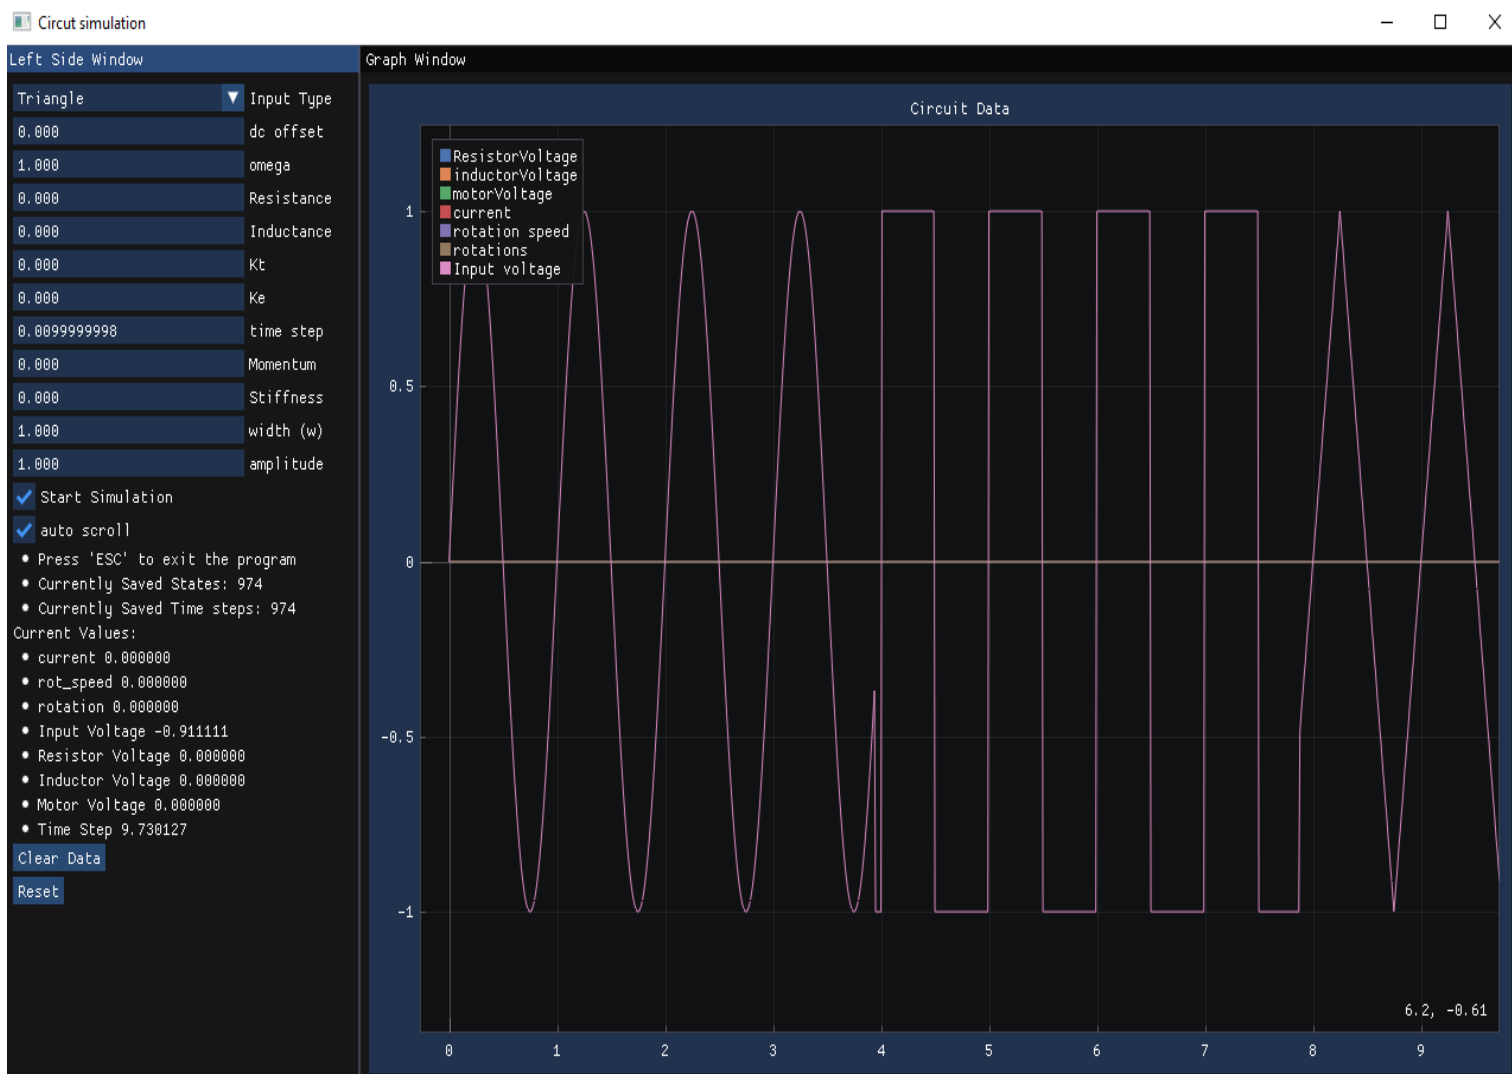 Circut simulation
Left Side Window
Triangle Input Type
0.000 dc offset
1.000 omega
0.000 Resistance
0.000 Inductance
0.000 Kt
0.000 Ke
0.0099999998 time step
0.000 Momentum
0.000 Stiffness
1.000 width (w)
1.000 amplitude
Start Simulation
auto scroll
Press 'ESC' to exit the program
Currently Saved States: 974
Currently Saved Time steps: 974
Current Values:
current 0.000000
rot_speed 0.000000
rotation 0.000000
Input Voltage -0.911111
Resistor Voltage 0.000000
Inductor Voltage 0.000000
Motor Voltage 0.000000
Time Step 9.730127
Clear Data
Reset
Graph Window
Circuit Data
ResistorVoltage
inductorVoltage
motorVoltage
current
rotation speed
rotations
Input voltage
1
0.5
0
-0.5
-1
6.2, -0.61
0 1 2 3 4 5 6 7 8 9